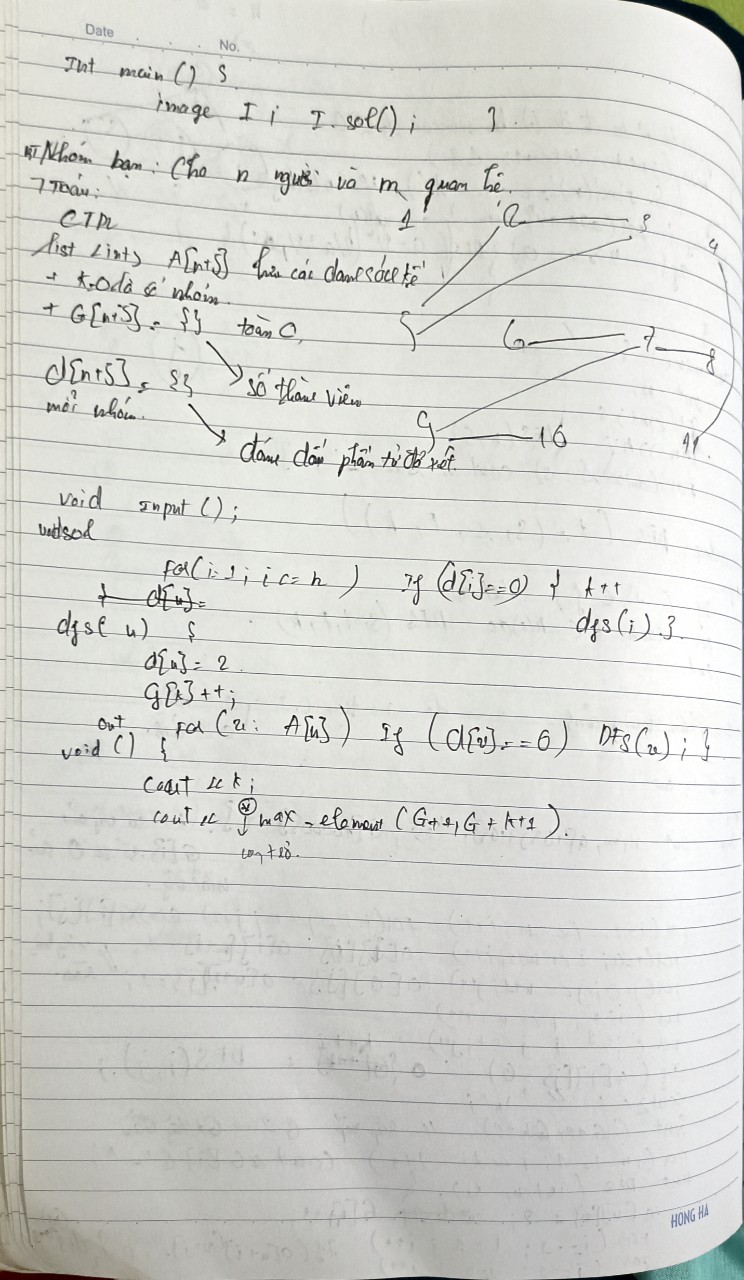 Date No.
Int main () {
image I ; I. sol() ; }
BT Nhóm bạn: Cho n người và m quan hệ.
7 Toán:
CTDL
1 2 3 4
list <int> A[n+5] lưu các danh sách kề
+ k=0 là số nhóm.
+ G[n+5] = {} toàn 0,
5 6 7 8
d[n+5] = {} số thành viên
mỗi nhóm.
9 10 11
đánh dấu phần tử đã xét.
void Input () ;
void sol
for(i=1 ; i <= n ) If (d[i]==0) { k++
} d[u]=
dfs(i) }
dfs( u) {
d[u] = 2
G[k] ++;
out for (v : A[u]) If (d[v] == 0) DFS(v) ; }
void () {
cout << k ;
cout << * max_element (G+1, G + k+1).
con trỏ.
HONG HA